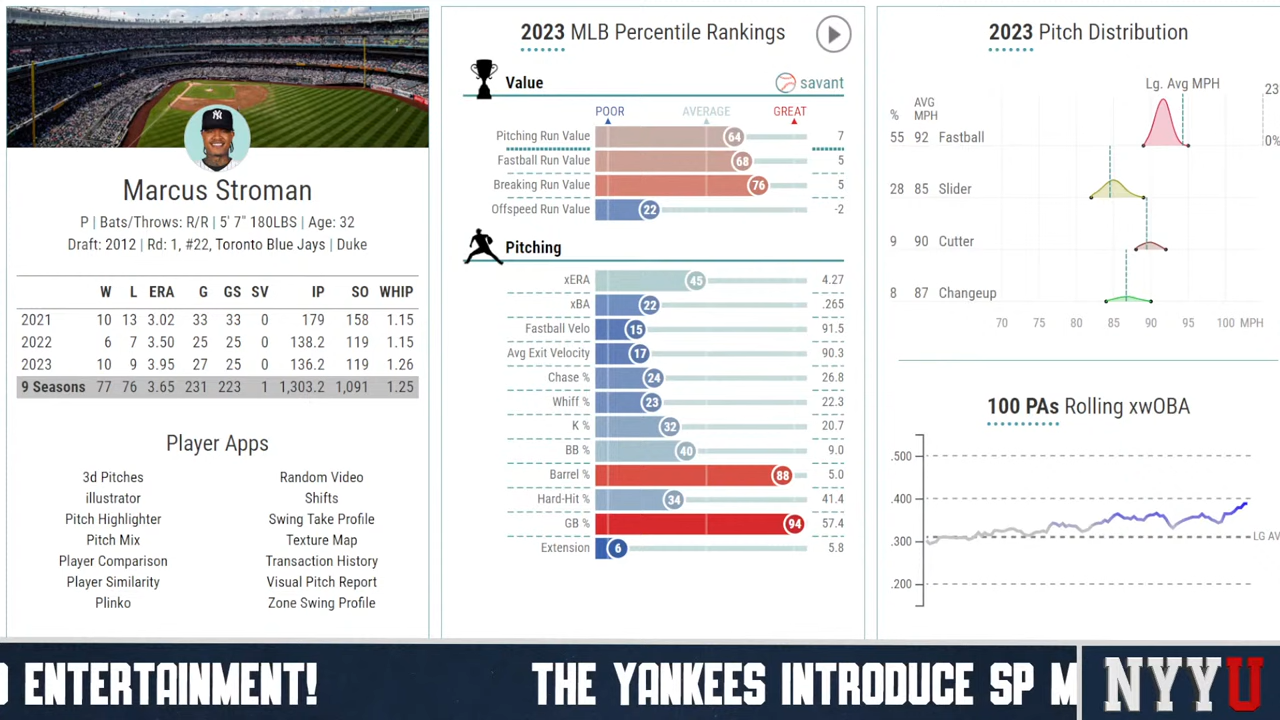 Marcus Stroman
P | Bats/Throws: R/R | 5' 7" 180LBS | Age: 32
Draft: 2012 | Rd: 1, #22, Toronto Blue Jays | Duke
W L ERA G GS SV IP SO WHIP
2021 10 13 3.02 33 33 0 179 158 1.15
2022 6 7 3.50 25 25 0 138.2 119 1.15
2023 10 9 3.95 27 25 0 136.2 119 1.26
9 Seasons 77 76 3.65 231 223 1 1,303.2 1,091 1.25
Player Apps
3d Pitches Random Video
illustrator Shifts
Pitch Highlighter Swing Take Profile
Pitch Mix Texture Map
Player Comparison Transaction History
Player Similarity Visual Pitch Report
Plinko Zone Swing Profile
2023 MLB Percentile Rankings
Value savant
POOR AVERAGE GREAT
Pitching Run Value 64 7
Fastball Run Value 68 5
Breaking Run Value 76 5
Offspeed Run Value 22 -2
Pitching
xERA 45 4.27
xBA 22 .265
Fastball Velo 15 91.5
Avg Exit Velocity 17 90.3
Chase % 24 26.8
Whiff % 23 22.3
K % 32 20.7
BB % 40 9.0
Barrel % 88 5.0
Hard-Hit % 34 41.4
GB % 94 57.4
Extension 6 5.8
2023 Pitch Distribution
Lg. Avg MPH
% AVG MPH
23
0%
55 92 Fastball
28 85 Slider
9 90 Cutter
8 87 Changeup
70 75 80 85 90 95 100 MPH
100 PAs Rolling xwOBA
.500
.400
.300
LG AV
.200
D ENTERTAINMENT! THE YANKEES INTRODUCE SP M
NYYU